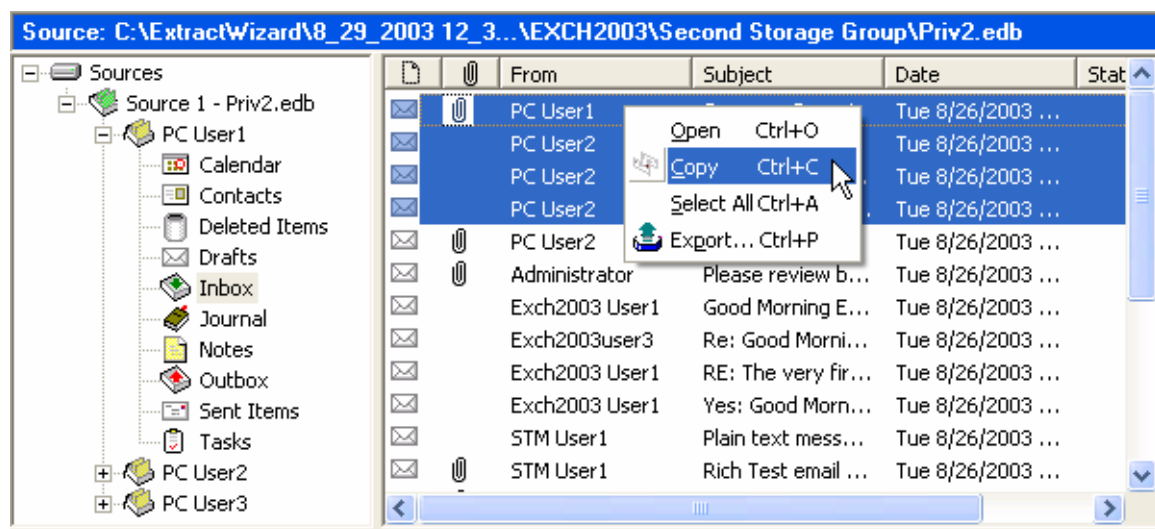 Source: C:\ExtractWizard\8_29_2003 12_3...\EXCH2003\Second Storage Group\Priv2.edb
Sources
Source 1 - Priv2.edb
PC User1
Calendar
Contacts
Deleted Items
Drafts
Inbox
Journal
Notes
Outbox
Sent Items
Tasks
PC User2
PC User3
From Subject Date Stat
PC User1 Tue 8/26/2003 ...
PC User2 Tue 8/26/2003 ...
PC User2 Tue 8/26/2003 ...
PC User2 Tue 8/26/2003 ...
PC User2 Tue 8/26/2003 ...
Administrator Please review b... Tue 8/26/2003 ...
Exch2003 User1 Good Morning E... Tue 8/26/2003 ...
Exch2003user3 Re: Good Morni... Tue 8/26/2003 ...
Exch2003 User1 RE: The very fir... Tue 8/26/2003 ...
Exch2003 User1 Yes: Good Morn... Tue 8/26/2003 ...
STM User1 Plain text mess... Tue 8/26/2003 ...
STM User1 Rich Test email ... Tue 8/26/2003 ...
Open Ctrl+O
Copy Ctrl+C
Select All Ctrl+A
Export... Ctrl+P